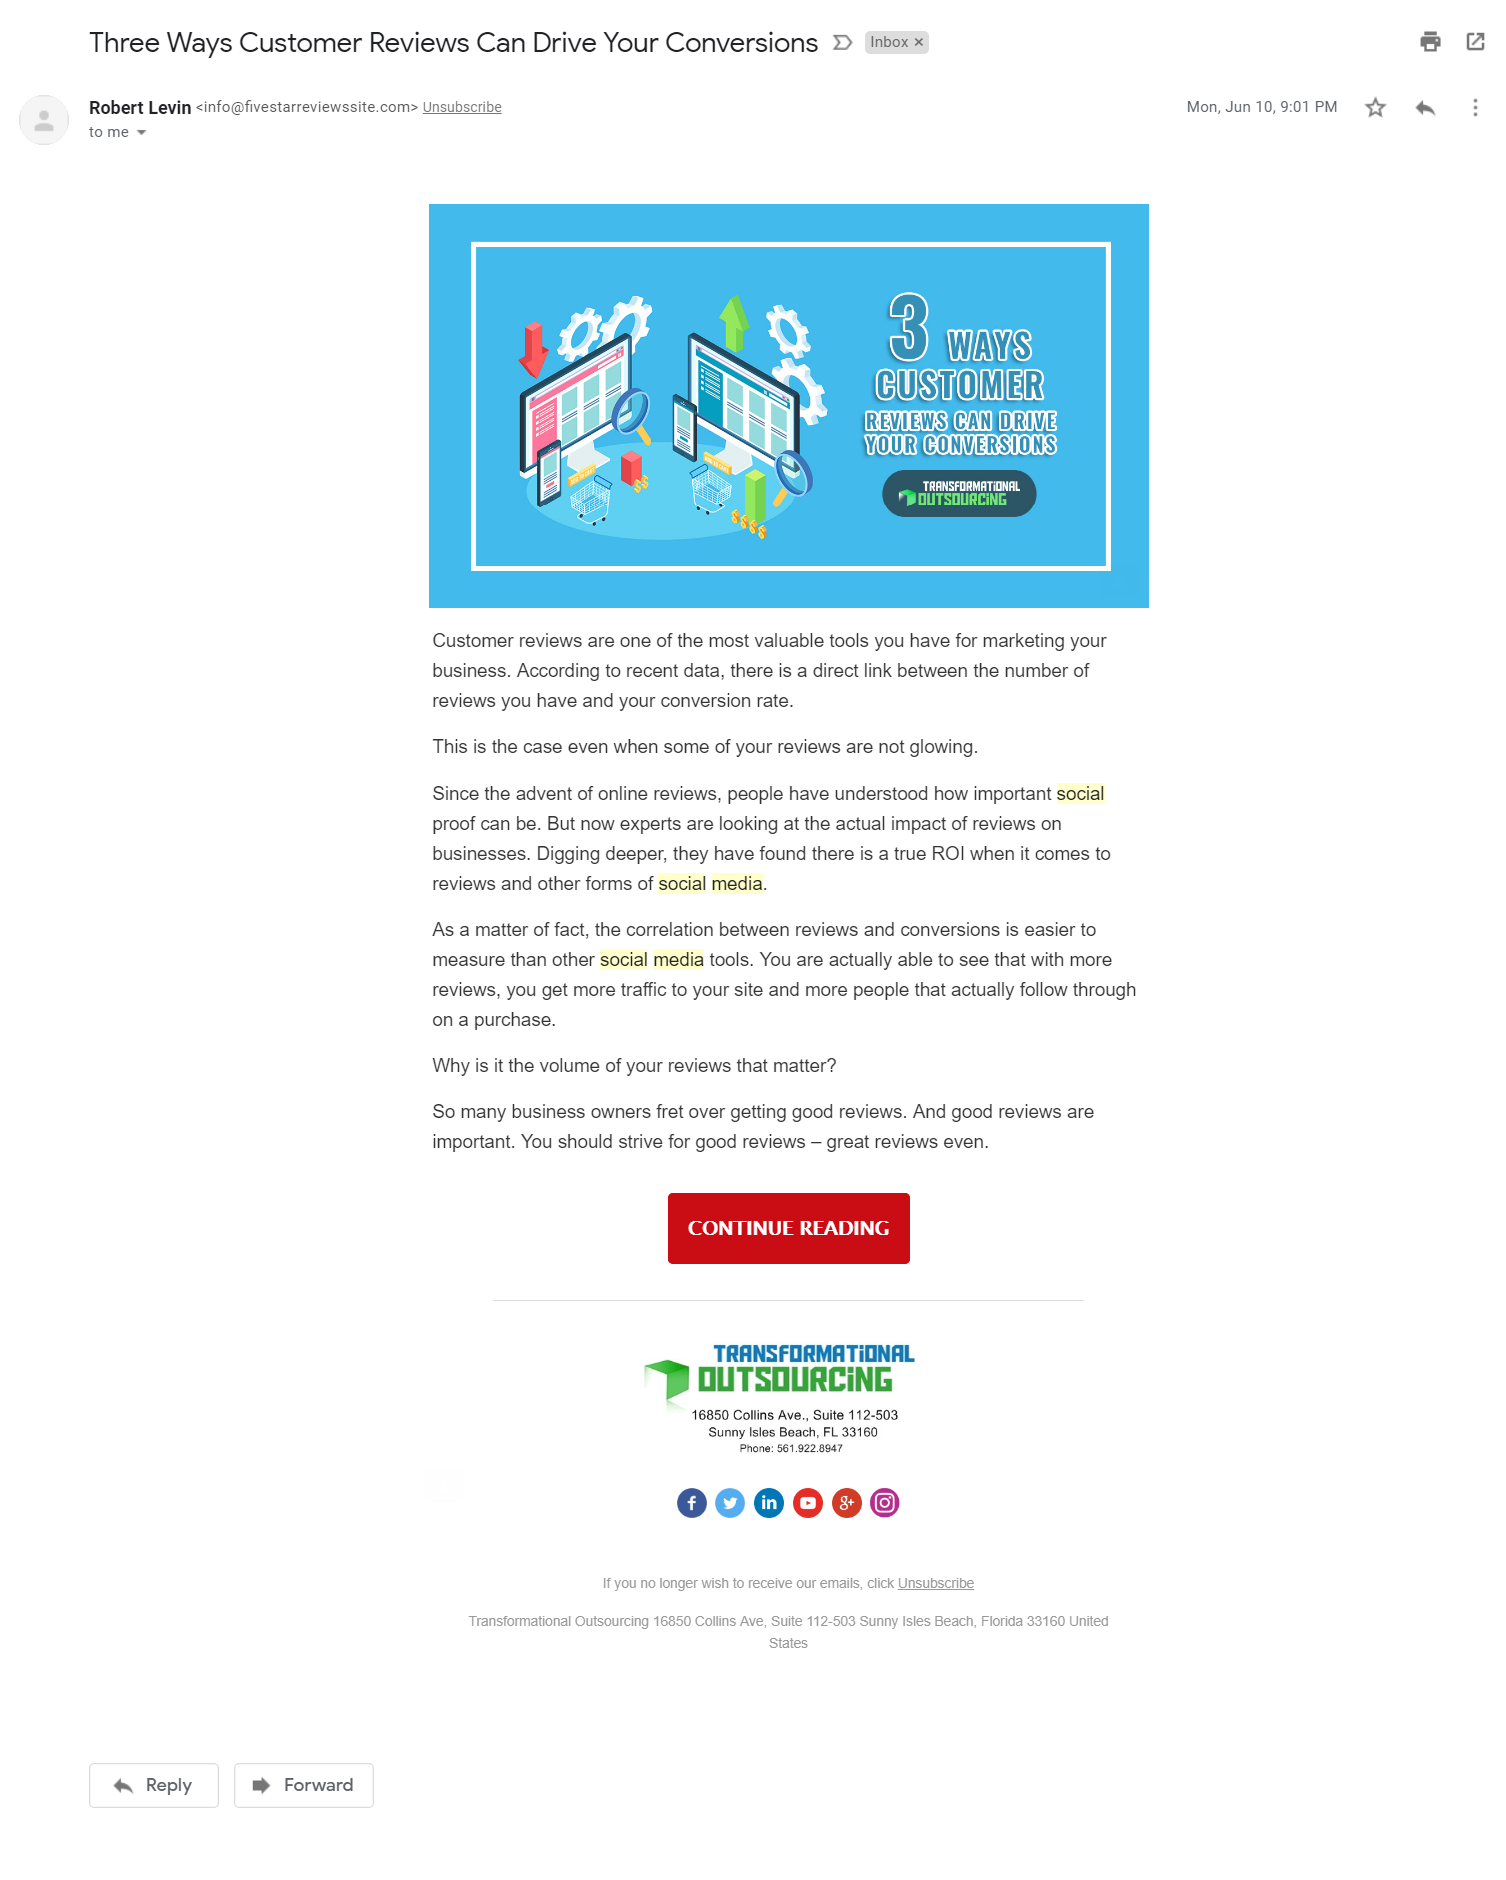 Three Ways Customer Reviews Can Drive Your Conversions Inbox ×
Robert Levin <info@fivestarreviewssite.com> Unsubscribe Mon, Jun 10, 9:01 PM
to me
3 WAYS
CUSTOMER
REVIEWS CAN DRIVE
YOUR CONVERSIONS
TRANSFORMATIONAL
OUTSOURCING
Customer reviews are one of the most valuable tools you have for marketing your
business. According to recent data, there is a direct link between the number of
reviews you have and your conversion rate.
This is the case even when some of your reviews are not glowing.
Since the advent of online reviews, people have understood how important social
proof can be. But now experts are looking at the actual impact of reviews on
businesses. Digging deeper, they have found there is a true ROI when it comes to
reviews and other forms of social media.
As a matter of fact, the correlation between reviews and conversions is easier to
measure than other social media tools. You are actually able to see that with more
reviews, you get more traffic to your site and more people that actually follow through
on a purchase.
Why is it the volume of your reviews that matter?
So many business owners fret over getting good reviews. And good reviews are
important. You should strive for good reviews – great reviews even.
CONTINUE READING
TRANSFORMATiONAL
OUTSOURCiNG
16850 Collins Ave., Suite 112-503
Sunny Isles Beach, FL 33160
Phone: 561.922.8947
If you no longer wish to receive our emails, click Unsubscribe
Transformational Outsourcing 16850 Collins Ave, Suite 112-503 Sunny Isles Beach, Florida 33160 United
States
Reply Forward